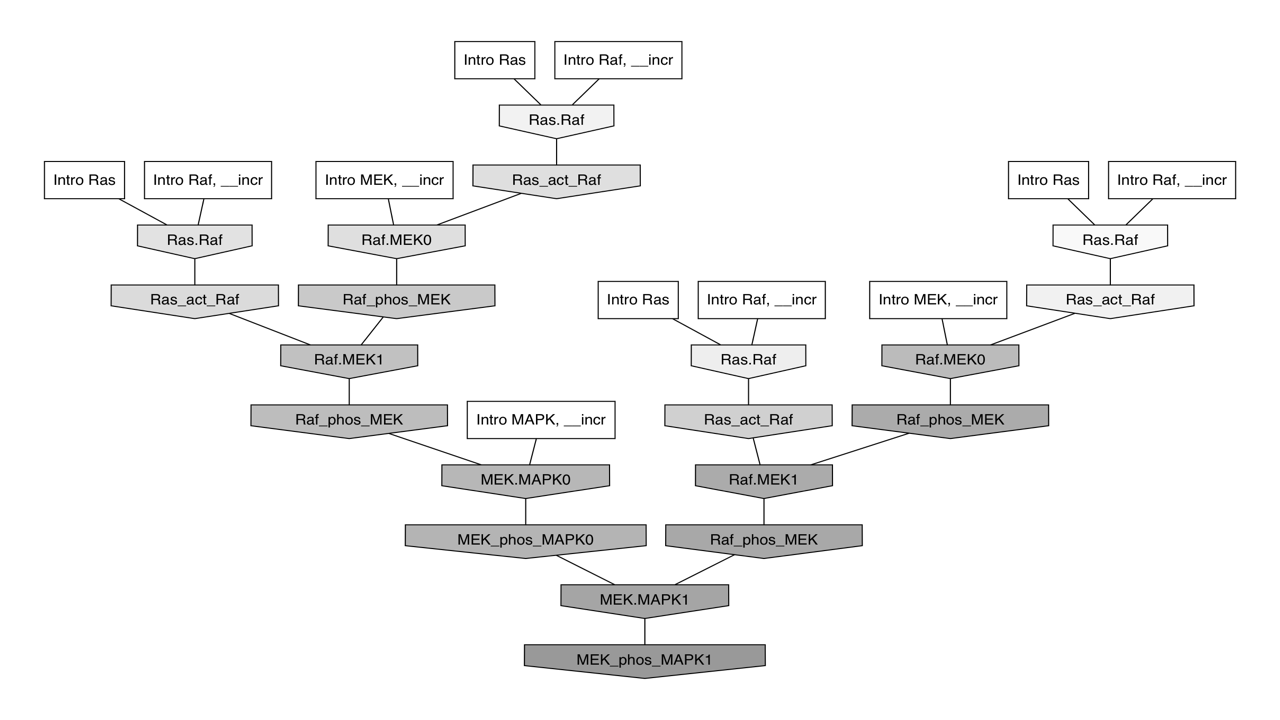 Intro Ras
Intro Raf, __incr
Ras.Raf
Intro Ras
Intro Raf, __incr
Intro MEK, __incr
Ras_act_Raf
Intro Ras
Intro Raf, __incr
Ras.Raf
Raf.MEK0
Ras.Raf
Ras_act_Raf
Raf_phos_MEK
Intro Ras
Intro Raf, __incr
Intro MEK, __incr
Ras_act_Raf
Raf.MEK1
Ras.Raf
Raf.MEK0
Raf_phos_MEK
Intro MAPK, __incr
Ras_act_Raf
Raf_phos_MEK
MEK.MAPK0
Raf.MEK1
MEK_phos_MAPK0
Raf_phos_MEK
MEK.MAPK1
MEK_phos_MAPK1